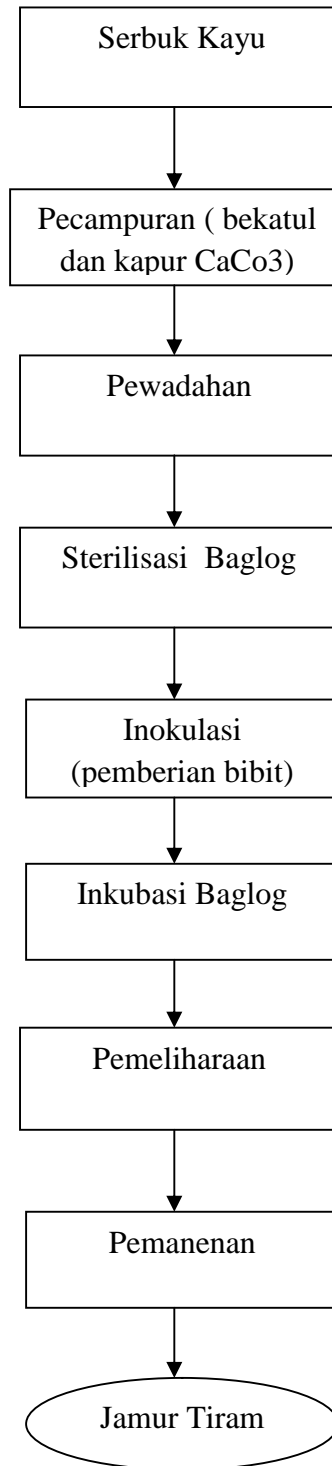 Serbuk Kayu
Pecampuran ( bekatul
dan kapur CaCo3)
Pewadahan
Sterilisasi Baglog
Inokulasi
(pemberian bibit)
Inkubasi Baglog
Pemeliharaan
Pemanenan
Jamur Tiram